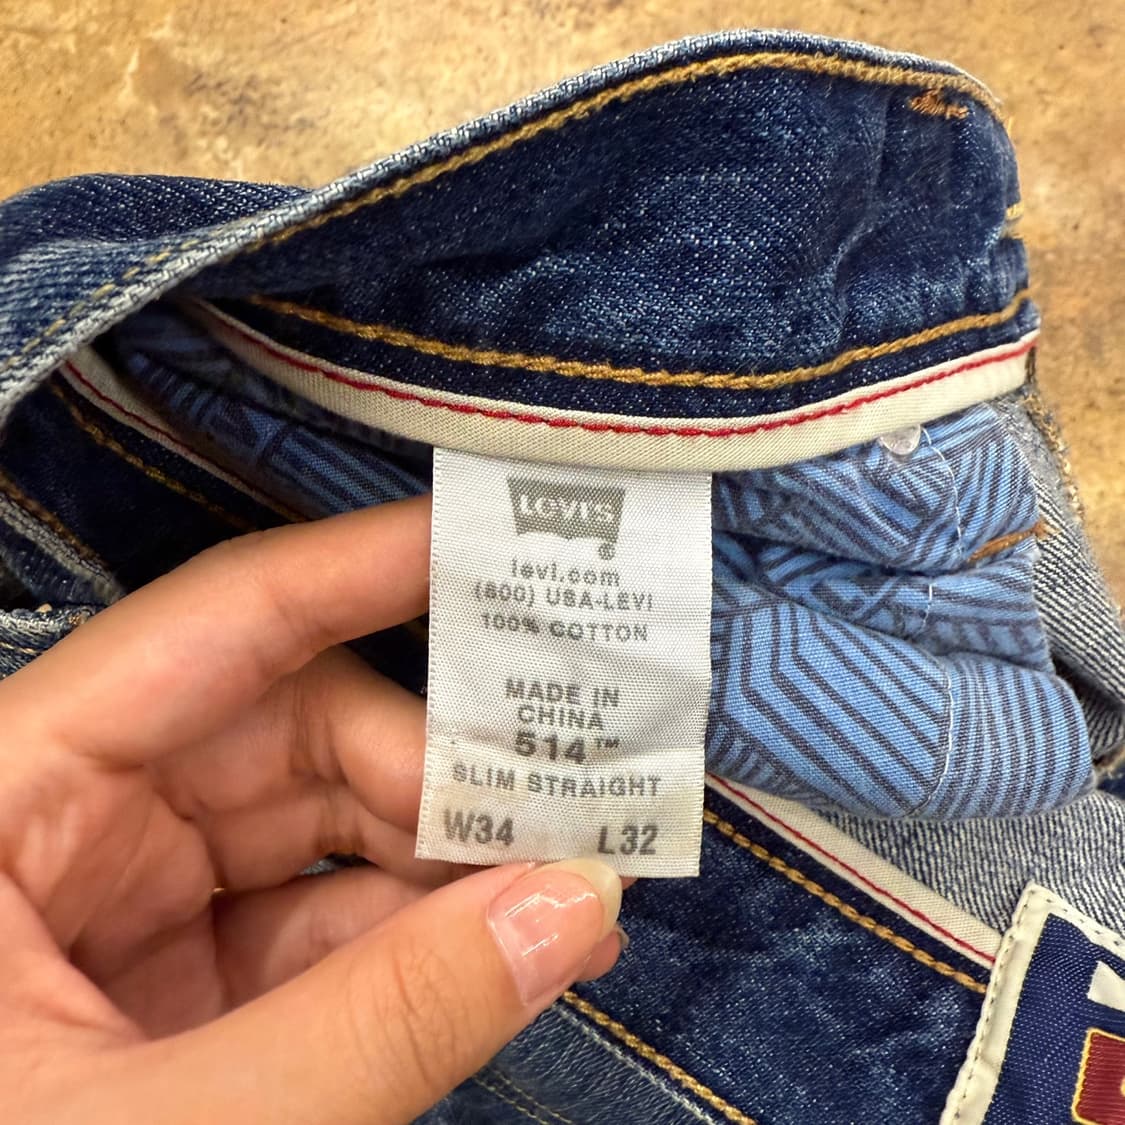 Levi's
®
levi.com
(800) USA-LEVI
100% COTTON
MADE IN
CHINA
514™
SLIM STRAIGHT
W34 L32